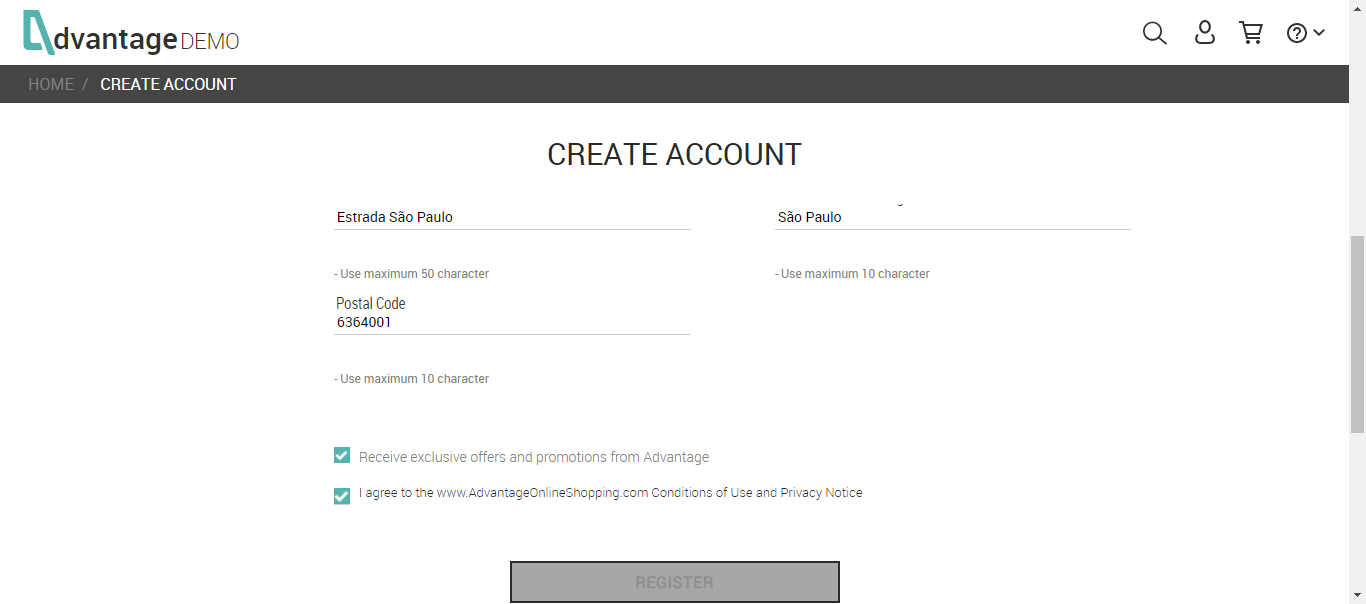 dvantage DEMO
HOME / CREATE ACCOUNT
CREATE ACCOUNT
Estrada São Paulo
São Paulo
- Use maximum 50 character
- Use maximum 10 character
Postal Code
6364001
- Use maximum 10 character
Receive exclusive offers and promotions from Advantage
I agree to the www.AdvantageOnlineShopping.com Conditions of Use and Privacy Notice
REGISTER